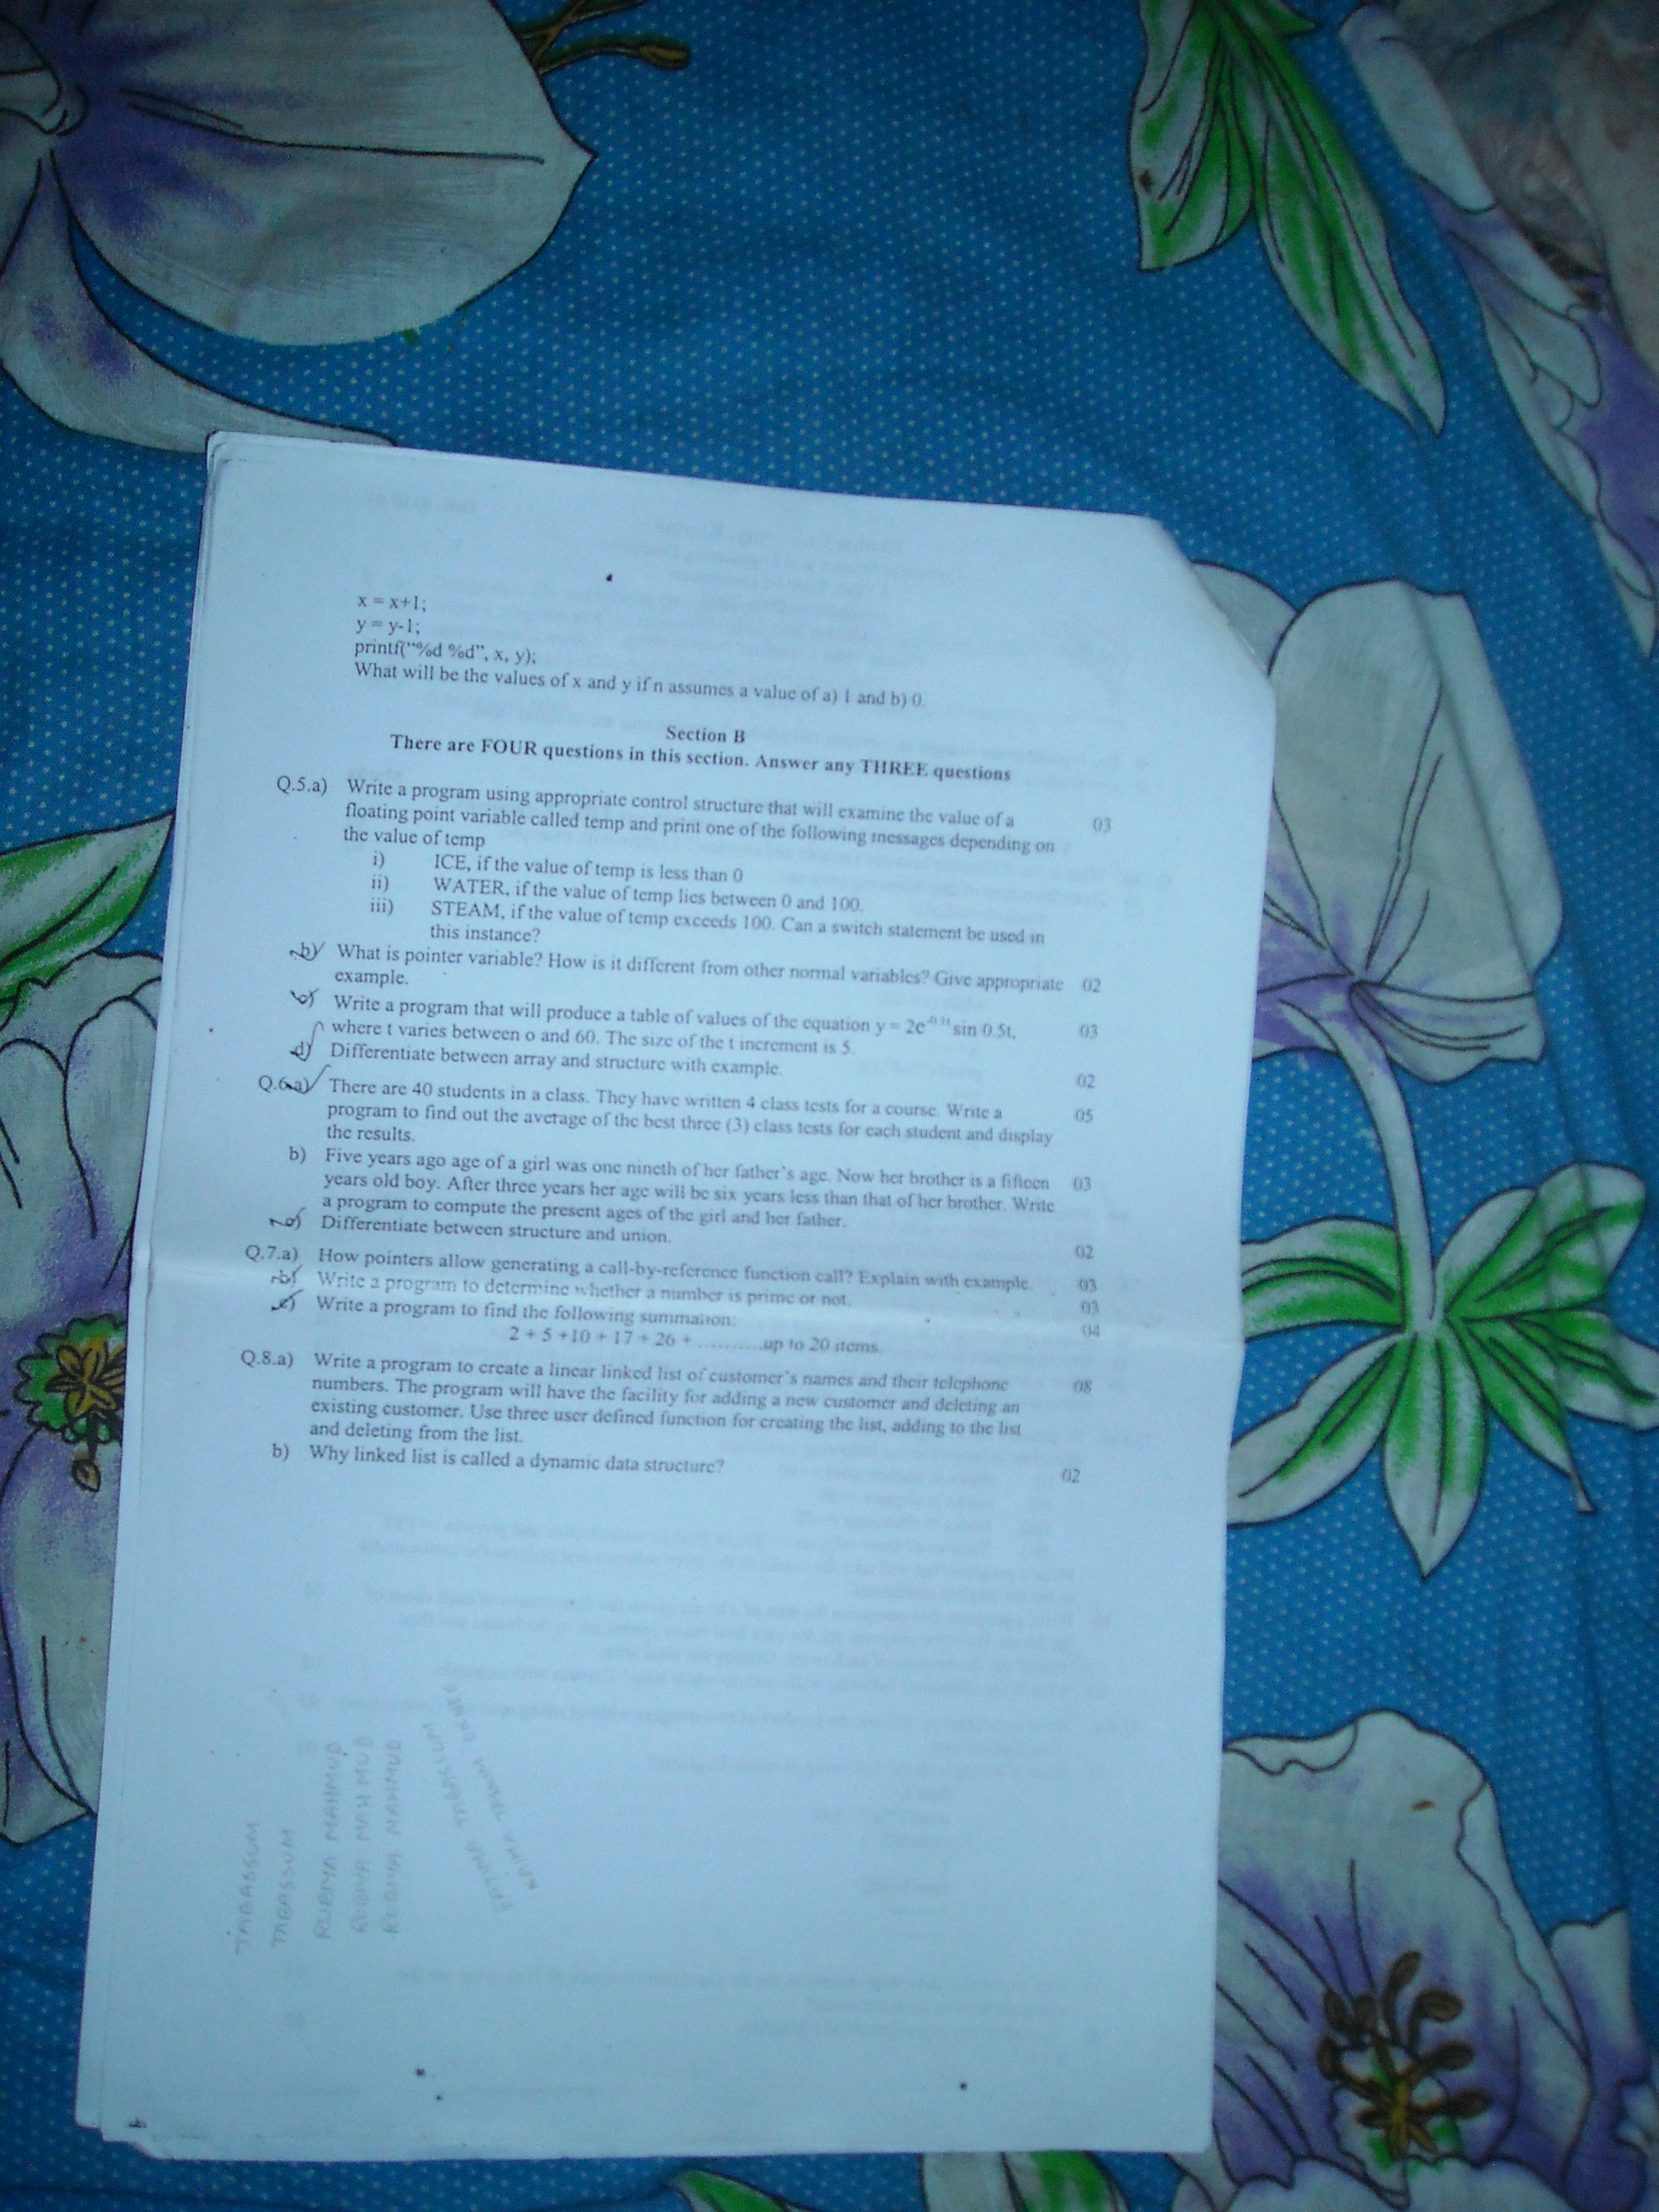 x = x+1;
y = y-1;
printf("%d %d", x, y);
What will be the values of x and y if n assumes a value of a) 1 and b) 0.
Section B
There are FOUR questions in this section. Answer any THREE questions
Q.5.a) Write a program using appropriate control structure that will examine the value of a 03
floating point variable called temp and print one of the following messages depending on
the value of temp
i) ICE, if the value of temp is less than 0
ii) WATER, if the value of temp lies between 0 and 100.
iii) STEAM, if the value of temp exceeds 100. Can a switch statement be used in
this instance?
b) What is pointer variable? How is it different from other normal variables? Give appropriate 02
example.
c) Write a program that will produce a table of values of the equation y = 2e^-0.1t sin 0.5t, 03
where t varies between o and 60. The size of the t increment is 5.
d) Differentiate between array and structure with example. 02
Q.6.a) There are 40 students in a class. They have written 4 class tests for a course. Write a 05
program to find out the average of the best three (3) class tests for each student and display
the results.
b) Five years ago age of a girl was one nineth of her father's age. Now her brother is a fifteen 03
years old boy. After three years her age will be six years less than that of her brother. Write
a program to compute the present ages of the girl and her father.
c) Differentiate between structure and union. 02
Q.7.a) How pointers allow generating a call-by-reference function call? Explain with example. 03
b) Write a program to determine whether a number is prime or not. 03
c) Write a program to find the following summation: 04
2 + 5 +10 + 17 + 26 + ...........up to 20 items.
Q.8.a) Write a program to create a linear linked list of customer's names and their telephone 08
numbers. The program will have the facility for adding a new customer and deleting an
existing customer. Use three user defined function for creating the list, adding to the list
and deleting from the list.
b) Why linked list is called a dynamic data structure? 02
TABASSUM
TABASSUM
RUBIYA MAHMUD
RUBIYA MAHMUD
RUBIYA MAHMUD
FATEMA TABASSUM